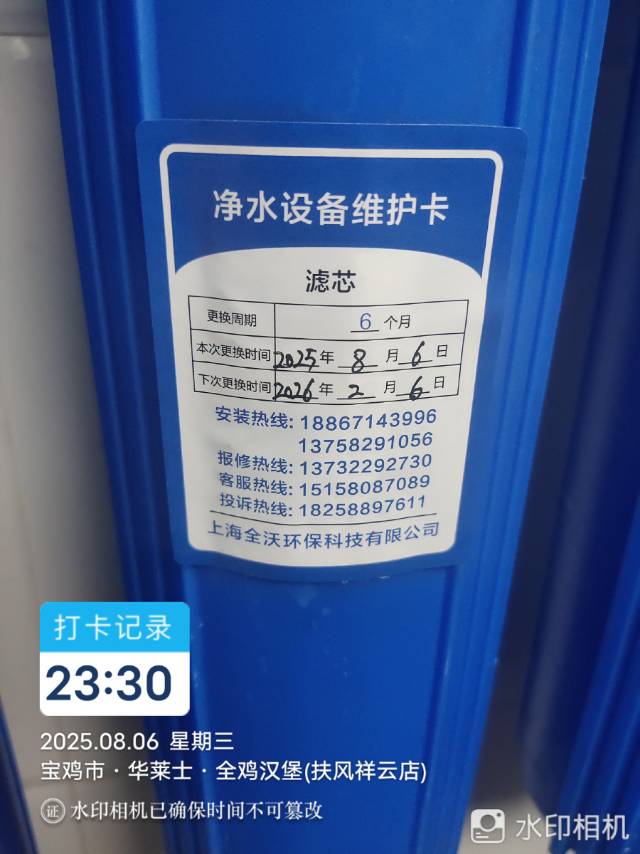 净水设备维护卡
滤芯
更换周期 6 个月
本次更换时间 2025 年 8 月 6 日
下次更换时间 2026 年 2 月 6 日
安装热线: 18867143996
13758291056
报修热线: 13732292730
客服热线: 15158087089
投诉热线: 18258897611
上海全沃环保科技有限公司
打卡记录
23:30
2025.08.06 星期三
宝鸡市·华莱士·全鸡汉堡(扶风祥云店)
证 水印相机已确保时间不可篡改
水印相机